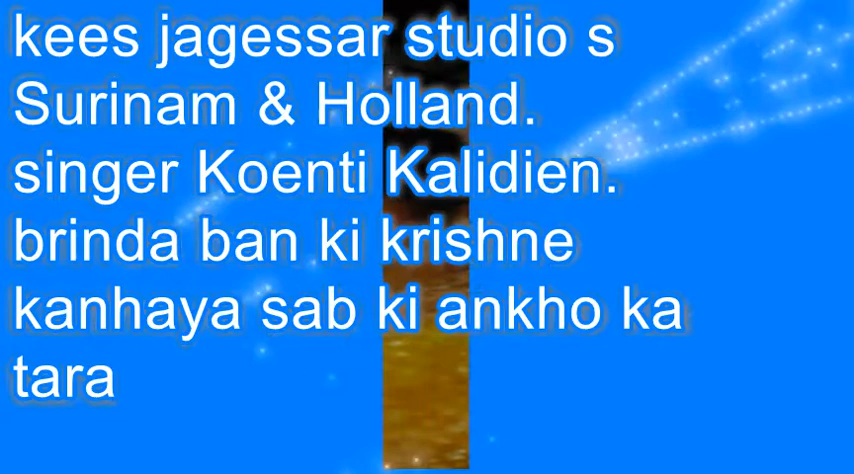 kees jagessar studio s
Surinam & Holland.
singer Koenti Kalidien.
brinda ban ki krishne
kanhaya sab ki ankho ka
tara